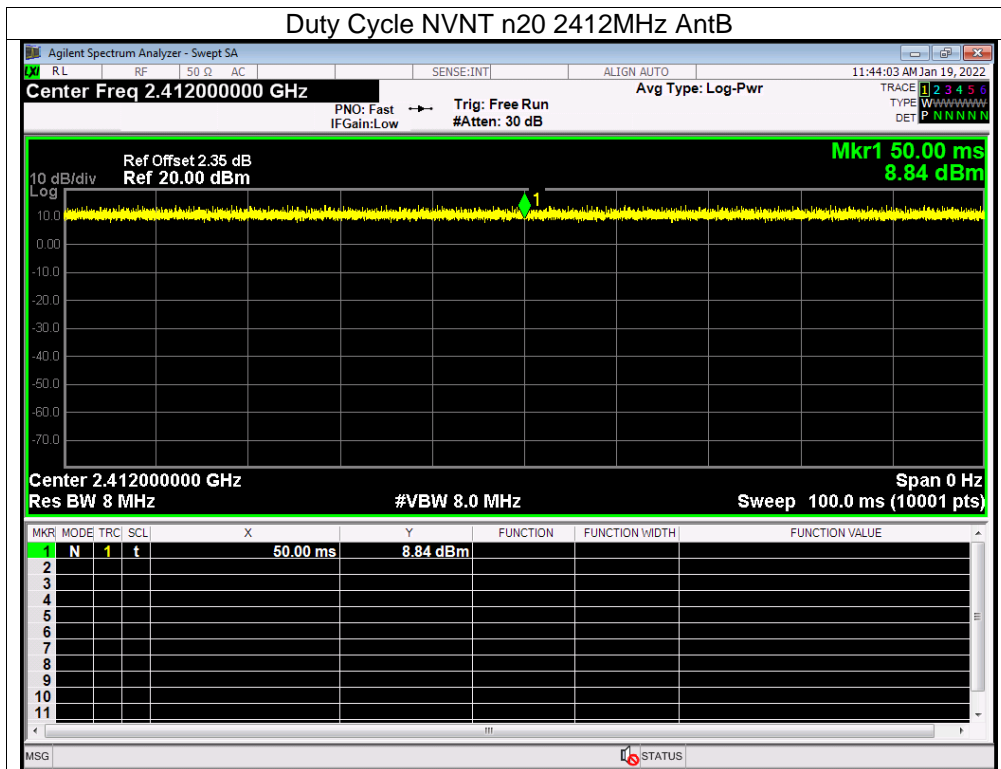 Duty Cycle NVNT n20 2412MHz AntB
Agilent Spectrum Analyzer - Swept SA
LXI RL RF 50 Ω AC SENSE:INT ALIGN AUTO 11:44:03 AM Jan 19, 2022
Center Freq 2.412000000 GHz Avg Type: Log-Pwr TRACE 1 2 3 4 5 6
PNO: Fast Trig: Free Run TYPE WWWWWW
IFGain:Low #Atten: 30 dB DET P N N N N N
Mkr1 50.00 ms
Ref Offset 2.35 dB
10 dB/div Ref 20.00 dBm 8.84 dBm
Log
1
10.0
0.00
-10.0
-20.0
-30.0
-40.0
-50.0
-60.0
-70.0
Center 2.412000000 GHz Span 0 Hz
Res BW 8 MHz #VBW 8.0 MHz Sweep 100.0 ms (10001 pts)
MKR MODE TRC SCL X Y FUNCTION FUNCTION WIDTH FUNCTION VALUE
1 N 1 t 50.00 ms 8.84 dBm
2
3
4
5
6
7
8
9
10
11
MSG STATUS